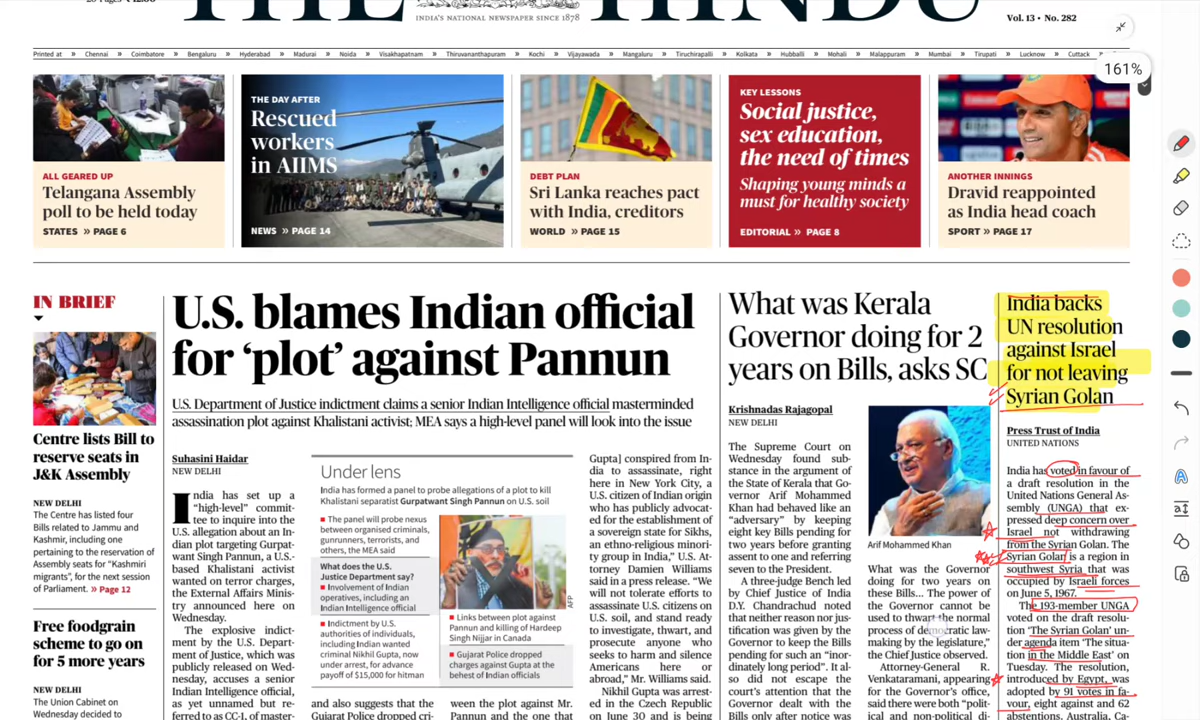 THE HINDU
INDIA'S NATIONAL NEWSPAPER SINCE 1878
Vol. 13 • No. 282
161%
Printed at » Chennai » Coimbatore » Bengaluru » Hyderabad » Madurai » Noida » Visakhapatnam » Thiruvananthapuram » Kochi » Vijayawada » Mangaluru » Tiruchirapalli » Kolkata » Hubballi » Mohali » Malappuram » Mumbai » Tirupati » Lucknow » Cuttack
ALL GEARED UP
Telangana Assembly
poll to be held today
STATES » PAGE 6
THE DAY AFTER
Rescued
workers
in AIIMS
NEWS » PAGE 14
DEBT PLAN
Sri Lanka reaches pact
with India, creditors
WORLD » PAGE 15
KEY LESSONS
Social justice,
sex education,
the need of times
Shaping young minds a
must for healthy society
EDITORIAL » PAGE 8
ANOTHER INNINGS
Dravid reappointed
as India head coach
SPORT » PAGE 17
IN BRIEF
Centre lists Bill to
reserve seats in
J&K Assembly
NEW DELHI
The Centre has listed four
Bills related to Jammu and
Kashmir, including one
pertaining to the reservation of
Assembly seats for "Kashmiri
migrants", for the next session
of Parliament. » Page 12
Free foodgrain
scheme to go on
for 5 more years
NEW DELHI
The Union Cabinet on
Wednesday decided to
U.S. blames Indian official
for 'plot' against Pannun
U.S. Department of Justice indictment claims a senior Indian Intelligence official masterminded
assassination plot against Khalistani activist; MEA says a high-level panel will look into the issue
Suhasini Haidar
NEW DELHI
India has set up a
"high-level" commit-
tee to inquire into the
U.S. allegation about an In-
dian plot targeting Gurpat-
want Singh Pannun, a U.S.-
based Khalistani activist
wanted on terror charges,
the External Affairs Minis-
try announced here on
Wednesday.
The explosive indict-
ment by the U.S. Depart-
ment of Justice, which was
publicly released on Wed-
nesday, accuses a senior
Indian Intelligence official,
as yet unnamed but re-
ferred to as CC-1, of master-
Under lens
India has formed a panel to probe allegations of a plot to kill
Khalistani separatist Gurpatwant Singh Pannun on U.S. soil
The panel will probe nexus
between organised criminals,
gunrunners, terrorists, and
others, the MEA said
What does the U.S.
Justice Department say?
Involvement of Indian
operatives, including an
Indian Intelligence official
Indictment by U.S.
authorities of individuals,
including Indian wanted
criminal Nikhil Gupta, now
under arrest, for advance
payoff of $15,000 for hitman
AFP
Links between plot against
Pannun and killing of Hardeep
Singh Nijjar in Canada
Gujarat Police dropped
charges against Gupta at the
behest of Indian officials
and also suggests that the
Gujarat Police dropped cri-
ween the plot against Mr.
Pannun and the one that
Gupta] conspired from In-
dia to assassinate, right
here in New York City, a
U.S. citizen of Indian origin
who has publicly advocat-
ed for the establishment of
a sovereign state for Sikhs,
an ethno-religious minori-
ty group in India," U.S. At-
torney Damien Williams
said in a press release. "We
will not tolerate efforts to
assassinate U.S. citizens on
U.S. soil, and stand ready
to investigate, thwart, and
prosecute anyone who
seeks to harm and silence
Americans here or
abroad," Mr. Williams said.
Nikhil Gupta was arrest-
ed in the Czech Republic
on June 30 and is being
What was Kerala
Governor doing for 2
years on Bills, asks SC
Krishnadas Rajagopal
NEW DELHI
The Supreme Court on
Wednesday found sub-
stance in the argument of
the State of Kerala that Go-
vernor Arif Mohammed
Khan had behaved like an
"adversary" by keeping
eight key Bills pending for
two years before granting
assent to one and referring
seven to the President.
A three-judge Bench led
by Chief Justice of India
D.Y. Chandrachud noted
that neither reason nor jus-
tification was given by the
Governor to keep the Bills
pending for such an "inor-
dinately long period". It al-
so did not escape the
court's attention that the
Governor dealt with the
Bills only after notice was
Arif Mohammed Khan
What was the Governor
doing for two years on
these Bills... The power of
the Governor cannot be
used to thwart the normal
process of democratic law-
making by the legislature,"
the Chief Justice observed.
Attorney-General R.
Venkataramani, appearing
for the Governor's office,
said there were both "polit-
ical and non-political di-
India backs
UN resolution
against Israel
for not leaving
Syrian Golan
Press Trust of India
UNITED NATIONS
India has voted in favour of
a draft resolution in the
United Nations General As-
sembly (UNGA) that ex-
pressed deep concern over
Israel not withdrawing
from the Syrian Golan. The
Syrian Golan is a region in
southwest Syria that was
occupied by Israeli forces
on June 5, 1967.
The 193-member UNGA
voted on the draft resolu-
tion 'The Syrian Golan' un-
der agenda item 'The situa-
tion in the Middle East' on
Tuesday. The resolution,
introduced by Egypt, was
adopted by 91 votes in fa-
vour, eight against and 62
abstentions. Australia, Ca-